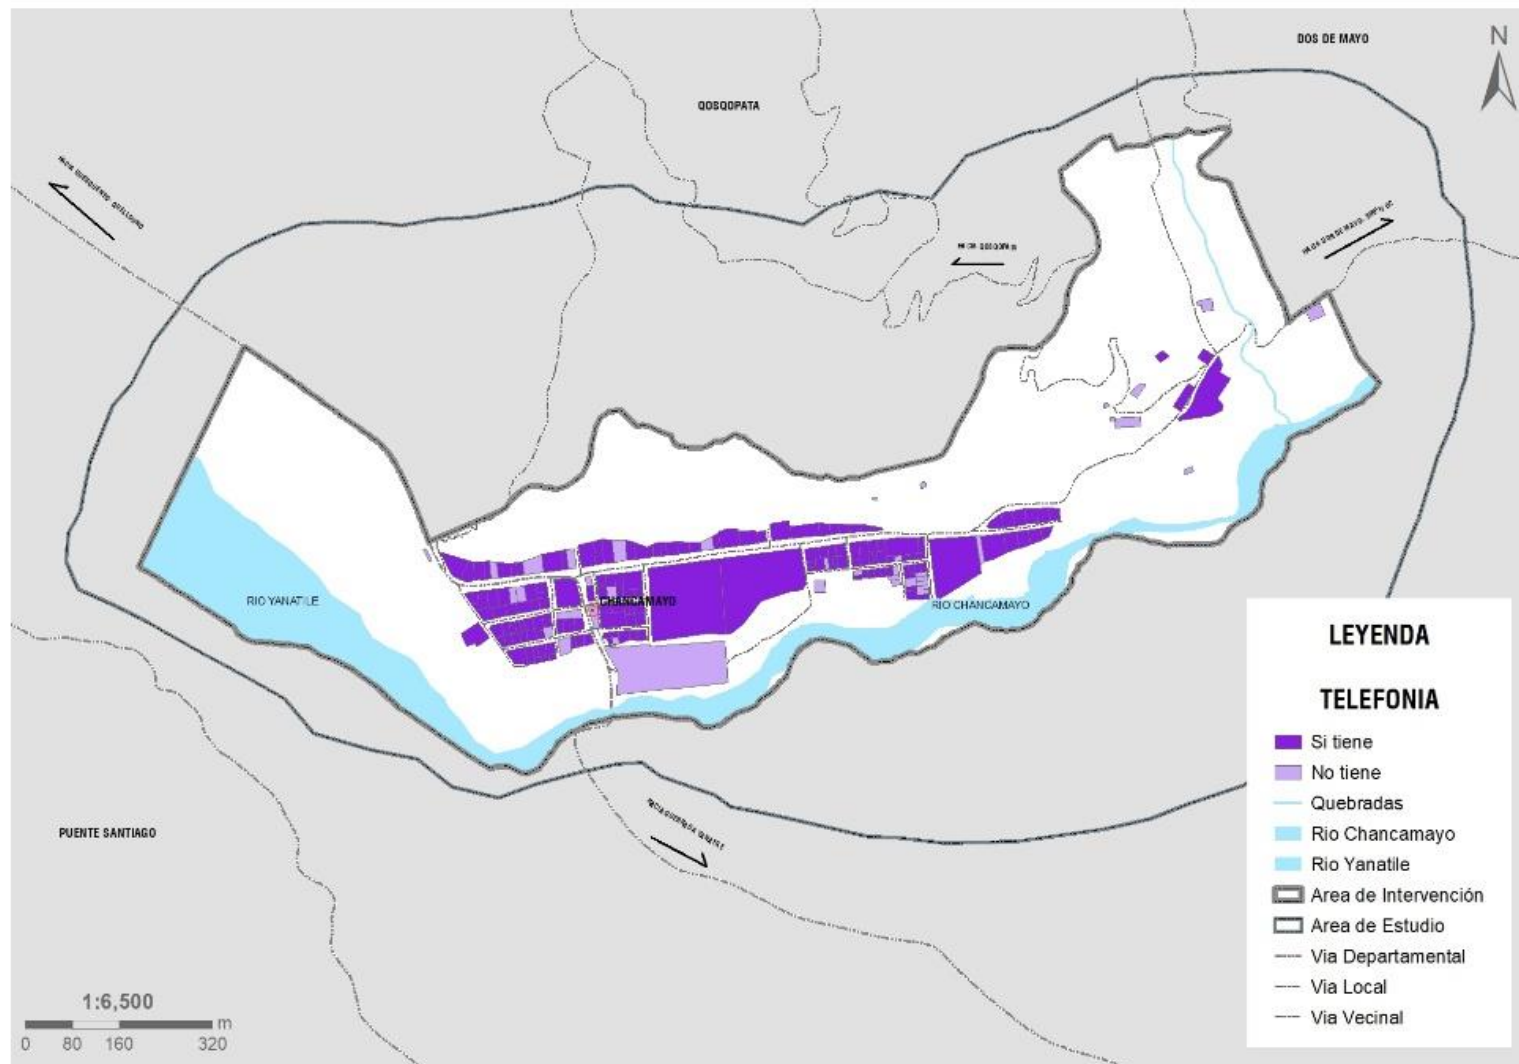 DOS DE MAYO
N
QOSQOPATA
HACIA QOSQOPATA
RIO YANATILE
CHANCAMAYO
RIO CHANCAMAYO
PUENTE SANTIAGO
LEYENDA
TELEFONIA
Si tiene
No tiene
Quebradas
Rio Chancamayo
Rio Yanatile
Area de Intervención
Area de Estudio
Via Departamental
Via Local
Via Vecinal
1:6,500
m
0 80 160 320